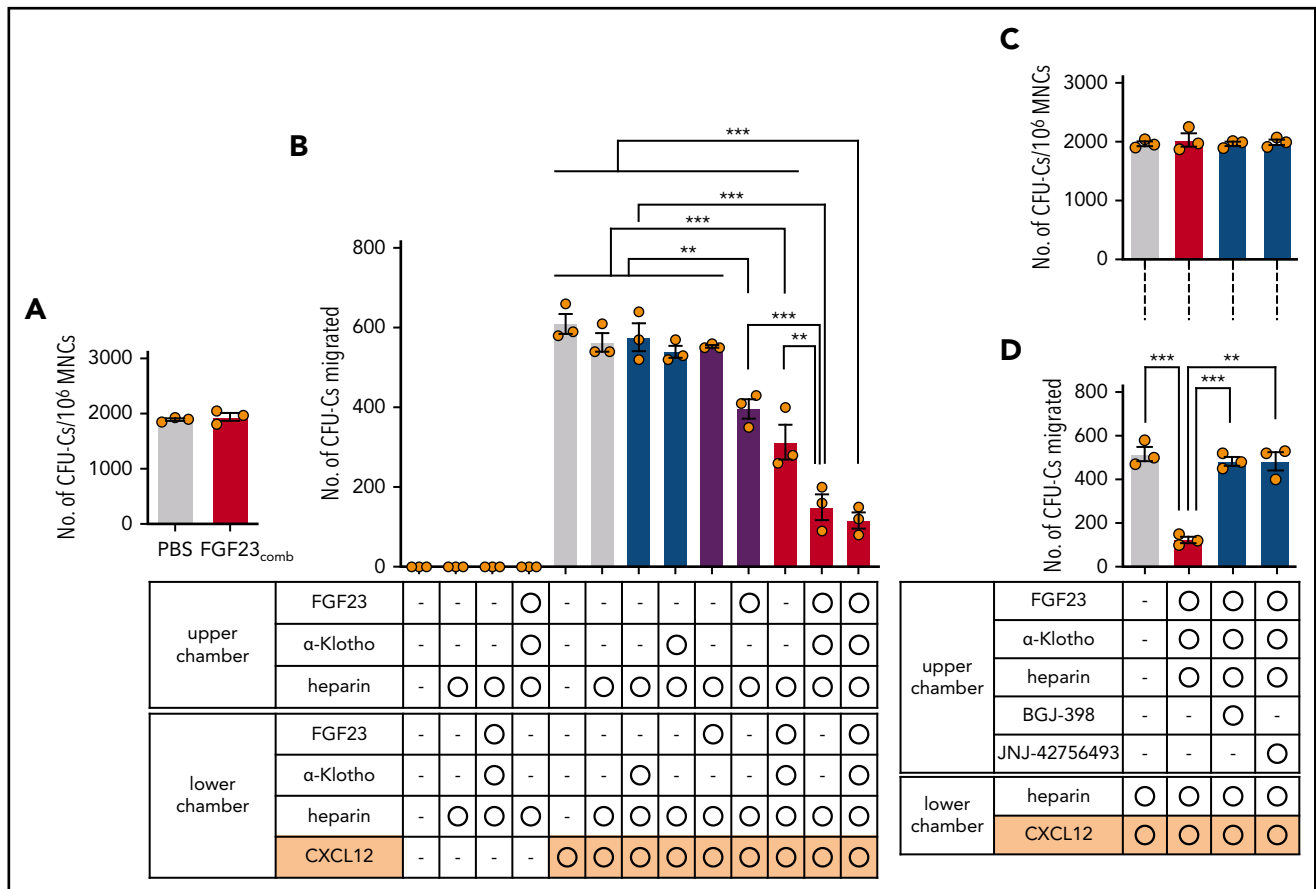 A
No. of CFU-Cs/10⁶ MNCs
3000
2000
1000
0
PBS FGF23comb
B
No. of CFU-Cs migrated
800
600
400
200
0
***
***
***
**
***
**
upper chamber
FGF23 - - - ○ - - - - - ○ - ○ ○
α-Klotho - - - ○ - - - ○ - - - ○ ○
heparin - ○ ○ ○ - ○ ○ ○ ○ ○ ○ ○ ○
lower chamber
FGF23 - - ○ - - - - - ○ - ○ - ○
α-Klotho - - ○ - - - ○ - - - ○ - ○
heparin - ○ ○ ○ - ○ ○ ○ ○ ○ ○ ○ ○
CXCL12 - - - - ○ ○ ○ ○ ○ ○ ○ ○ ○
C
No. of CFU-Cs/10⁶ MNCs
3000
2000
1000
0
D
No. of CFU-Cs migrated
800
600
400
200
0
***
**
***
upper chamber
FGF23 - ○ ○ ○
α-Klotho - ○ ○ ○
heparin - ○ ○ ○
BGJ-398 - - ○ -
JNJ-42756493 - - - ○
lower chamber
heparin ○ ○ ○ ○
CXCL12 ○ ○ ○ ○